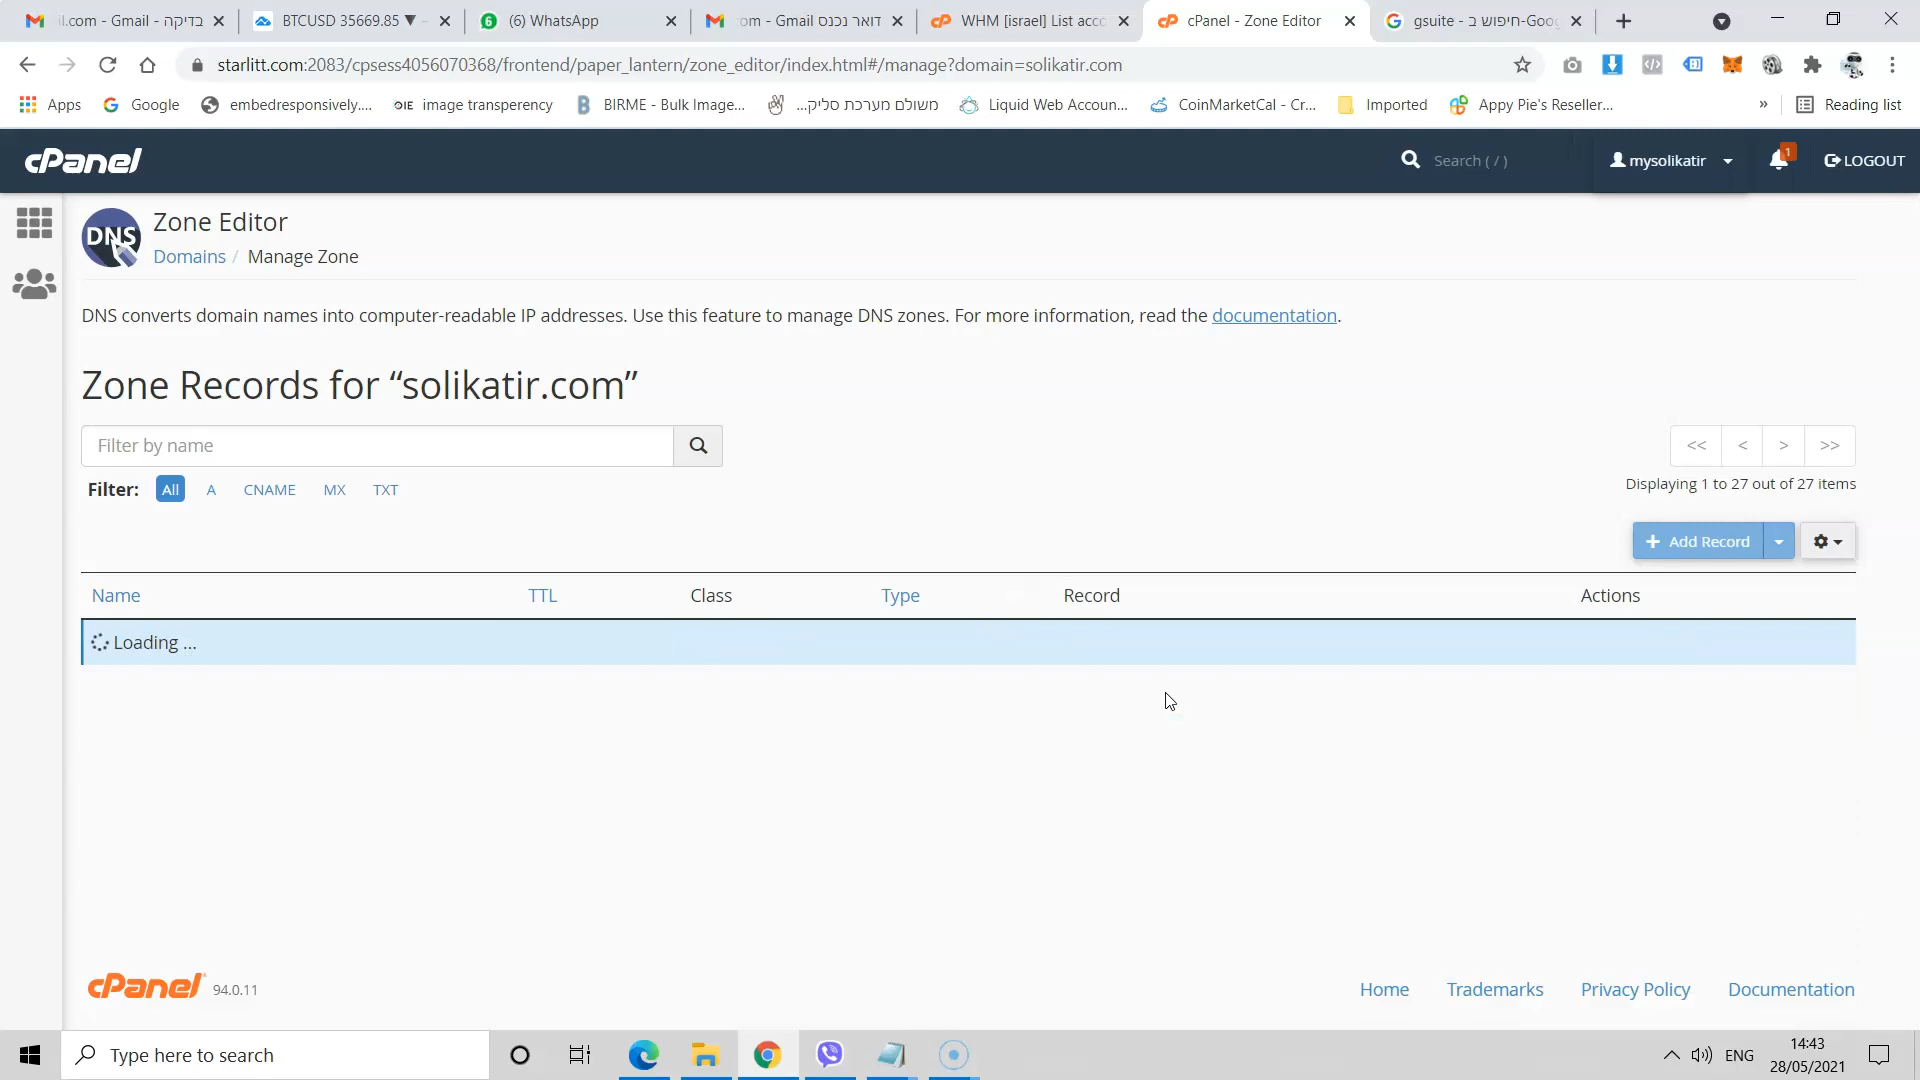 il.com - Gmail - בדיקה
BTCUSD 35669.85 ▼ -
(6) WhatsApp
דואר נכנס om - Gmail
WHM [israel] List acco
cPanel - Zone Editor
gsuite - חיפוש ב-Goog
starlitt.com:2083/cpsess4056070368/frontend/paper_lantern/zone_editor/index.html#/manage?domain=solikatir.com
Apps
Google
embedresponsively....
OIE image transperency
BIRME - Bulk Image...
משולם מערכת סליק...
Liquid Web Accoun...
CoinMarketCal - Cr...
Imported
Appy Pie's Reseller...
»
Reading list
cPanel
Search ( / )
mysolikatir
1
LOGOUT
DNS
Zone Editor
Domains / Manage Zone
DNS converts domain names into computer-readable IP addresses. Use this feature to manage DNS zones. For more information, read the documentation.
Zone Records for “solikatir.com”
Filter by name
<< < > >>
Filter: All A CNAME MX TXT
Displaying 1 to 27 out of 27 items
+ Add Record
Name TTL Class Type Record Actions
Loading ...
cPanel 94.0.11
Home Trademarks Privacy Policy Documentation
Type here to search
ENG
14:43
28/05/2021